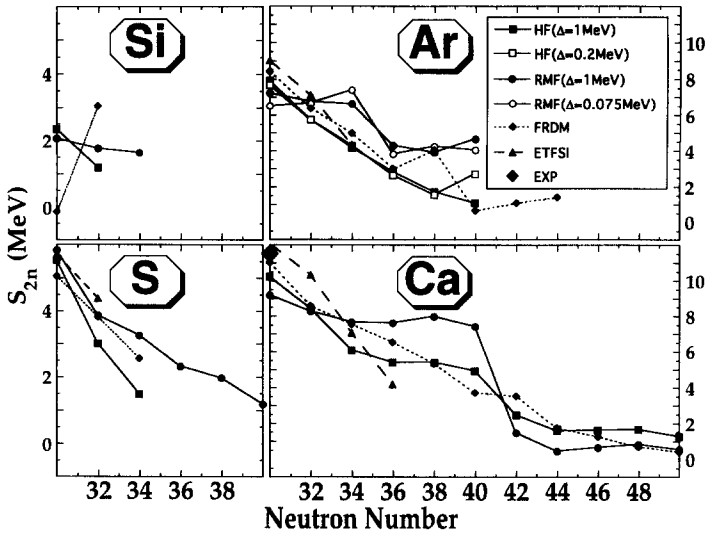 Si
Ar
HF(Δ=1MeV)
HF(Δ=0.2MeV)
RMF(Δ=1MeV)
RMF(Δ=0.075MeV)
FRDM
ETFSI
EXP
4
2
0
10
8
6
4
2
0
S2n (MeV)
S
Ca
4
2
0
10
8
6
4
2
0
32 34 36 38 32 34 36 38 40 42 44 46 48
Neutron Number